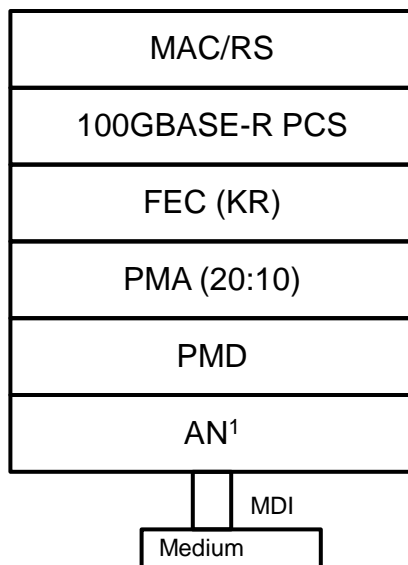 MAC/RS
100GBASE-R PCS
FEC (KR)
PMA (20:10)
PMD
AN¹
MDI
Medium